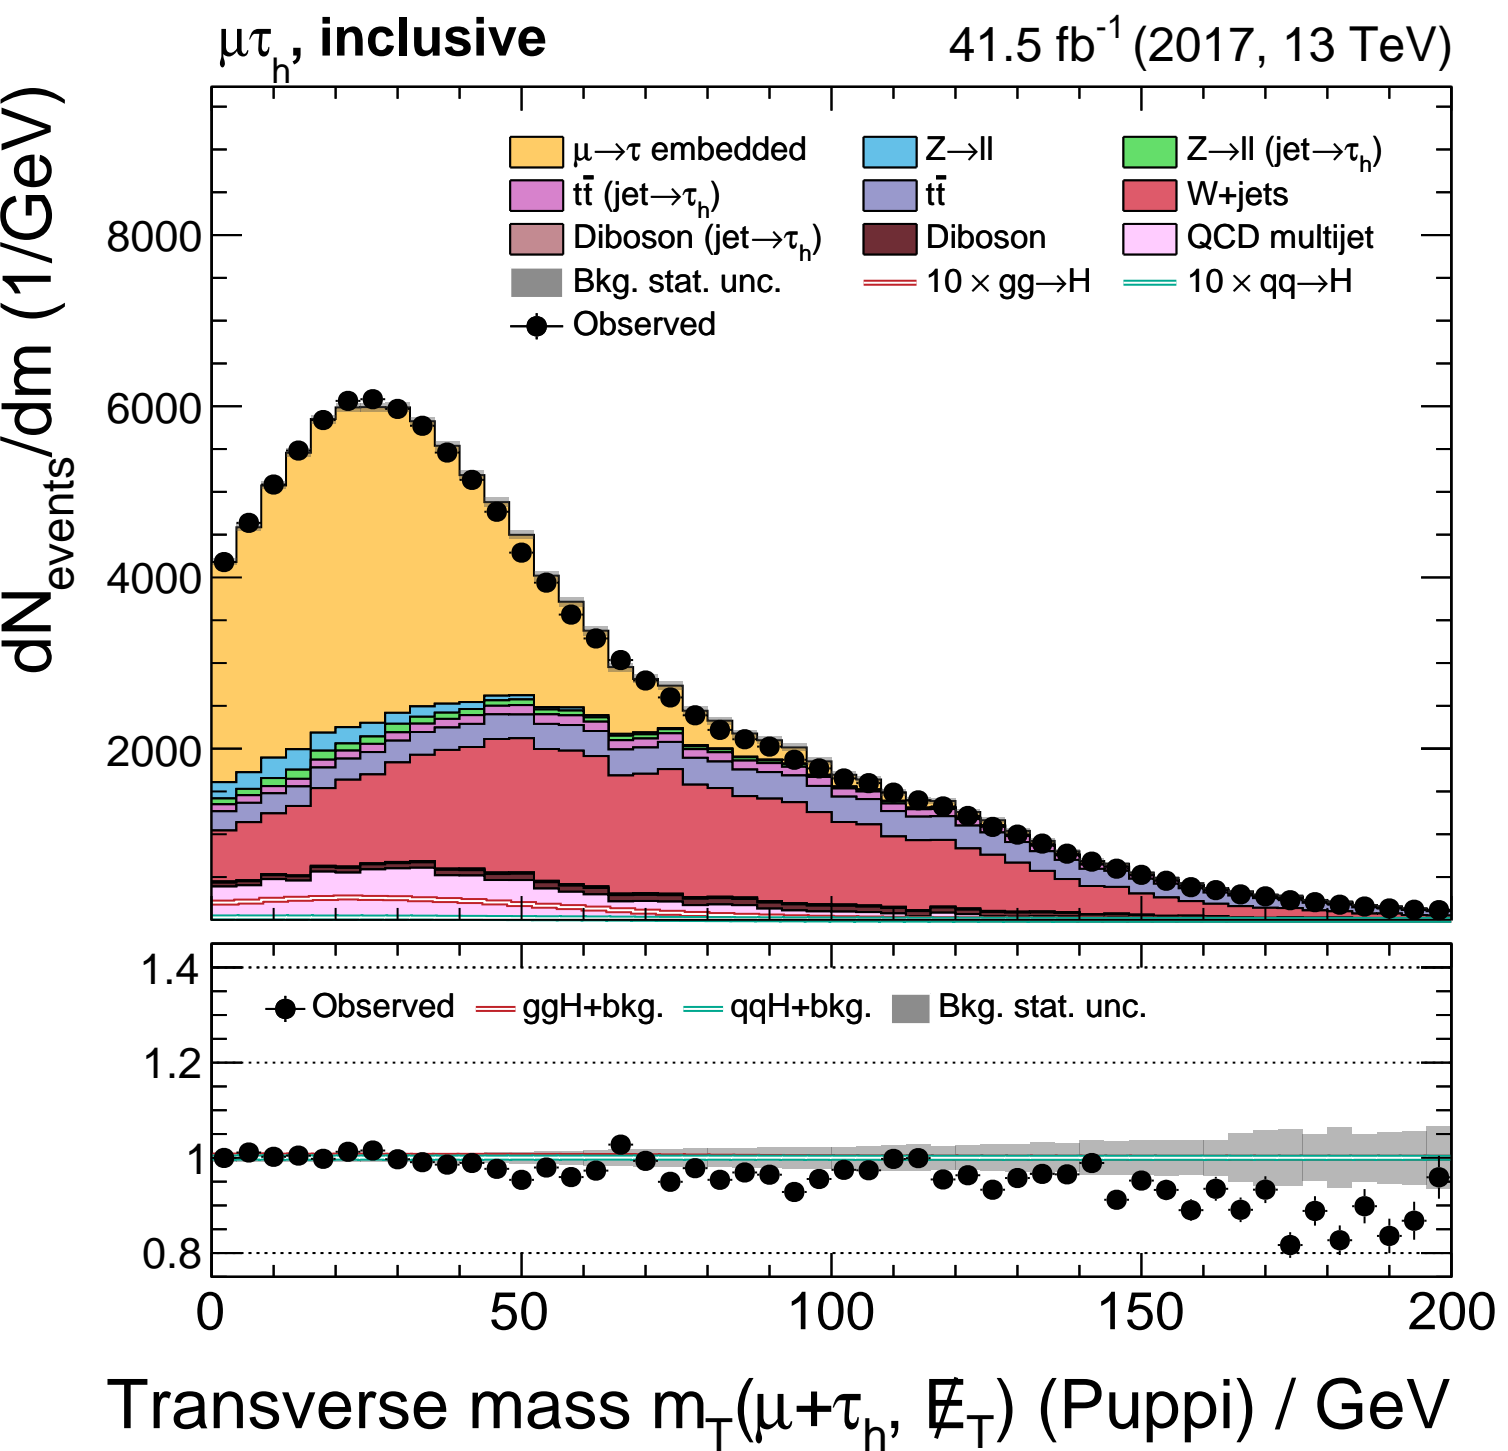 μτh, inclusive 41.5 fb-1 (2017, 13 TeV)
dNevents/dm (1/GeV)
μ→τ embedded Z→ll Z→ll (jet→τh)
tt̄ (jet→τh) tt̄ W+jets
Diboson (jet→τh) Diboson QCD multijet
Bkg. stat. unc. 10 × gg→H 10 × qq→H
Observed
8000
6000
4000
2000
1.4
Observed ggH+bkg. qqH+bkg. Bkg. stat. unc.
1.2
1
0.8
0 50 100 150 200
Transverse mass mT(μ+τh, E̸T) (Puppi) / GeV